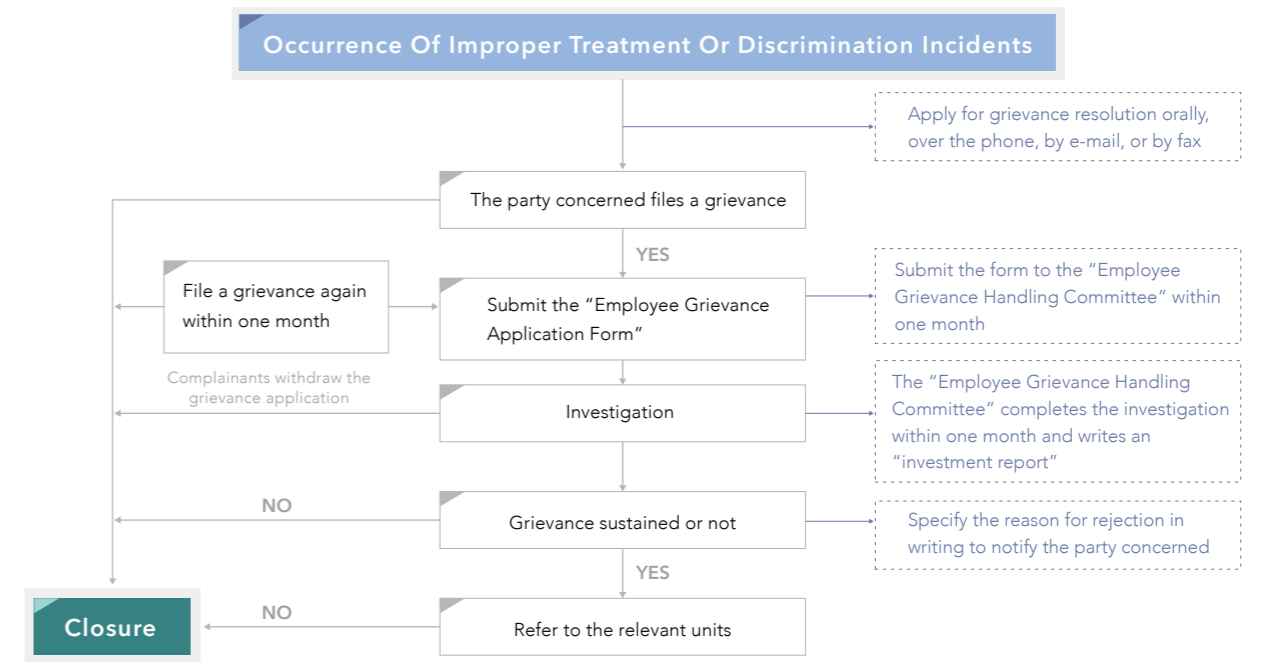 Occurrence Of Improper Treatment Or Discrimination Incidents
Apply for grievance resolution orally,
over the phone, by e-mail, or by fax
The party concerned files a grievance
YES
File a grievance again
within one month
Submit the “Employee Grievance
Application Form”
Submit the form to the “Employee
Grievance Handling Committee” within
one month
Complainants withdraw the
grievance application
Investigation
The “Employee Grievance Handling
Committee” completes the investigation
within one month and writes an
“investment report”
NO
Grievance sustained or not
Specify the reason for rejection in
writing to notify the party concerned
YES
Closure
NO
Refer to the relevant units